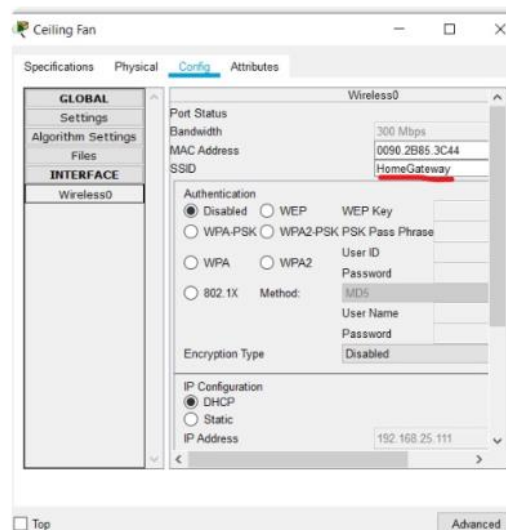 Ceiling Fan
Specifications Physical Config Attributes
GLOBAL
Settings
Algorithm Settings
Files
INTERFACE
Wireless0
Wireless0
Port Status
Bandwidth 300 Mbps
MAC Address 0090.2B85.3C44
SSID HomeGateway
Authentication
Disabled WEP WEP Key
WPA-PSK WPA2-PSK PSK Pass Phrase
User ID
WPA WPA2
Password
802.1X Method: MD5
User Name
Password
Encryption Type Disabled
IP Configuration
DHCP
Static
IP Address 192.168.25.111
Top Advanced